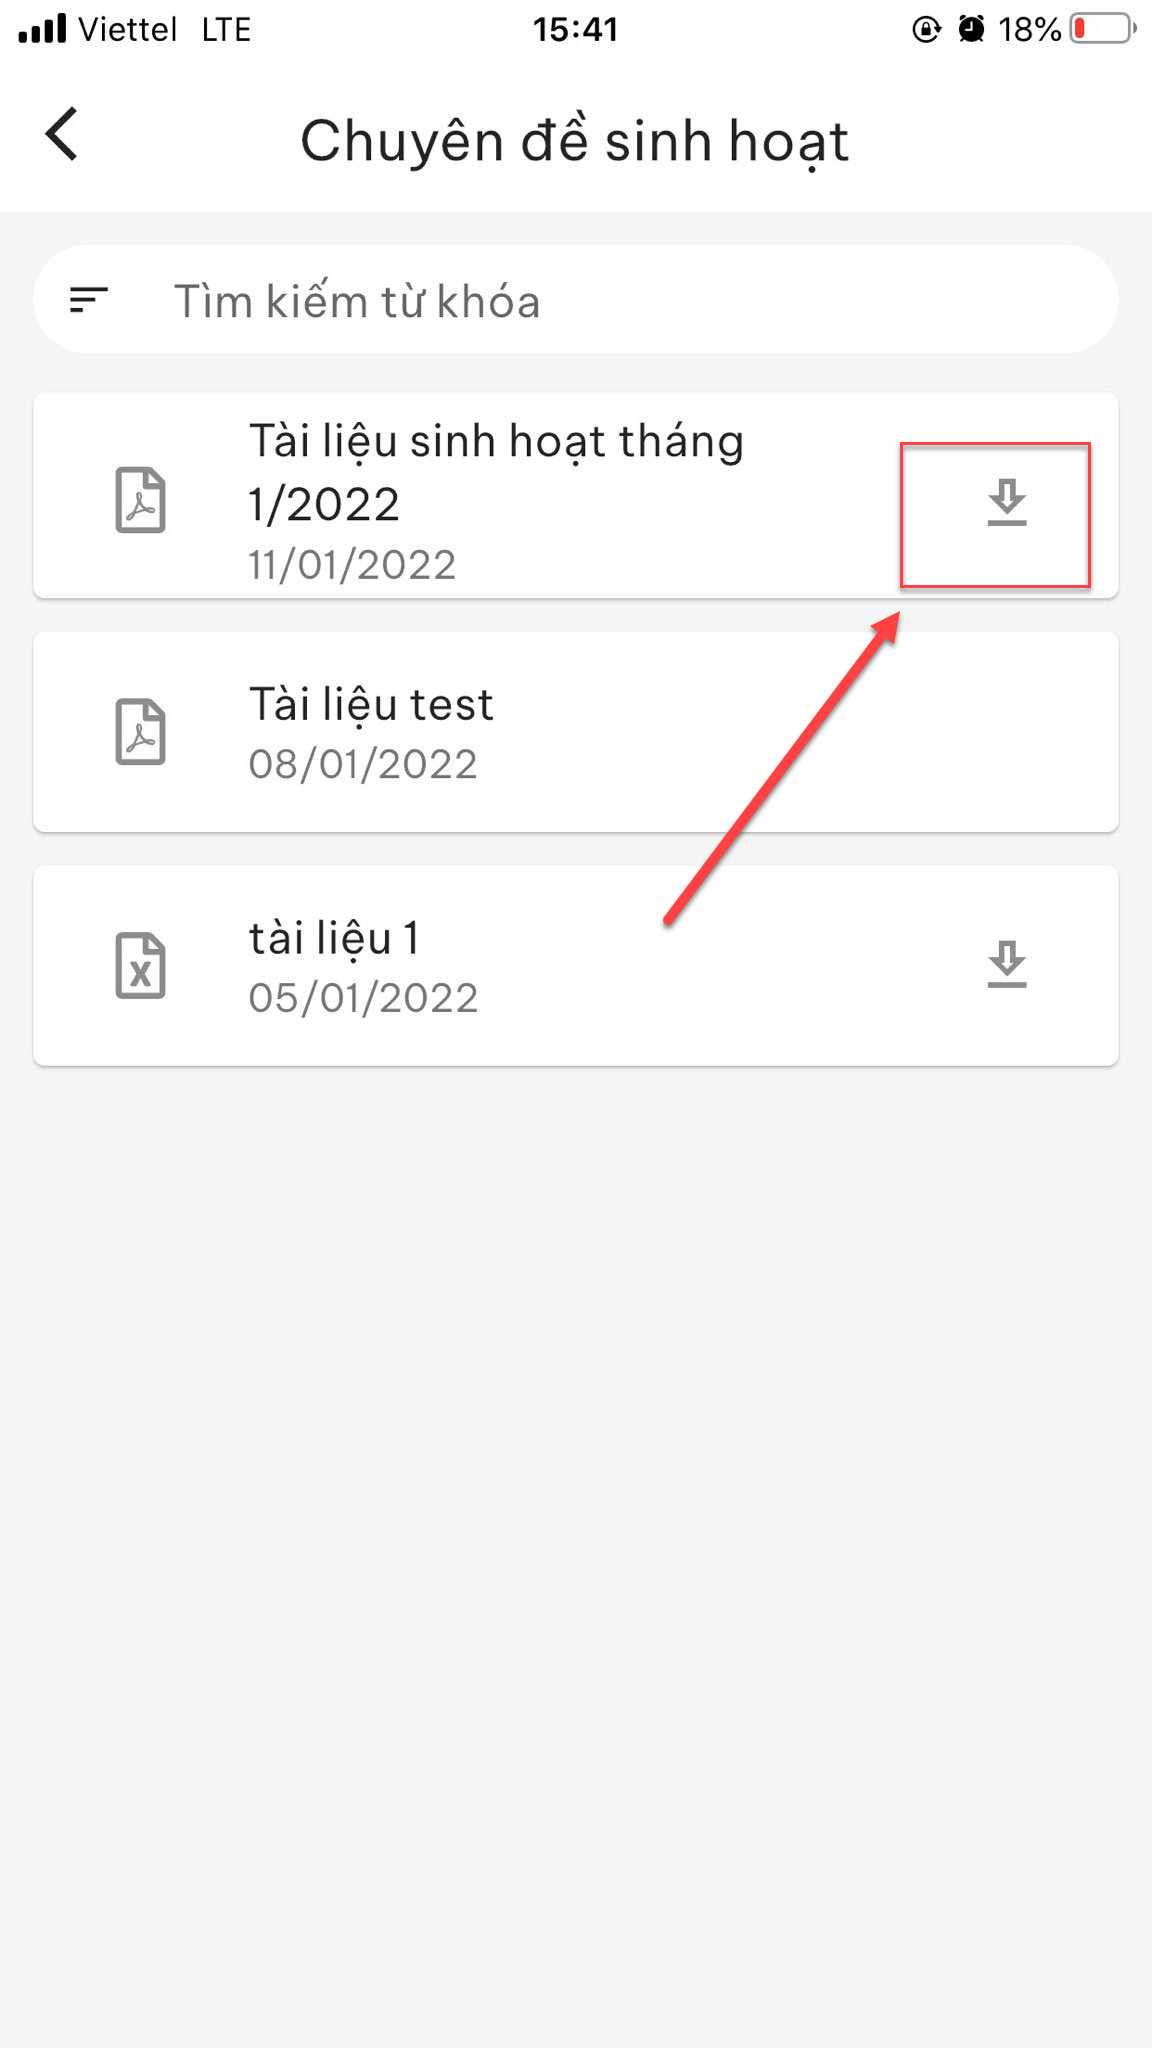 Viettel LTE 15:41 18%
Chuyên đề sinh hoạt
Tìm kiếm từ khóa
Tài liệu sinh hoạt tháng
1/2022
11/01/2022
Tài liệu test
08/01/2022
X
tài liệu 1
05/01/2022